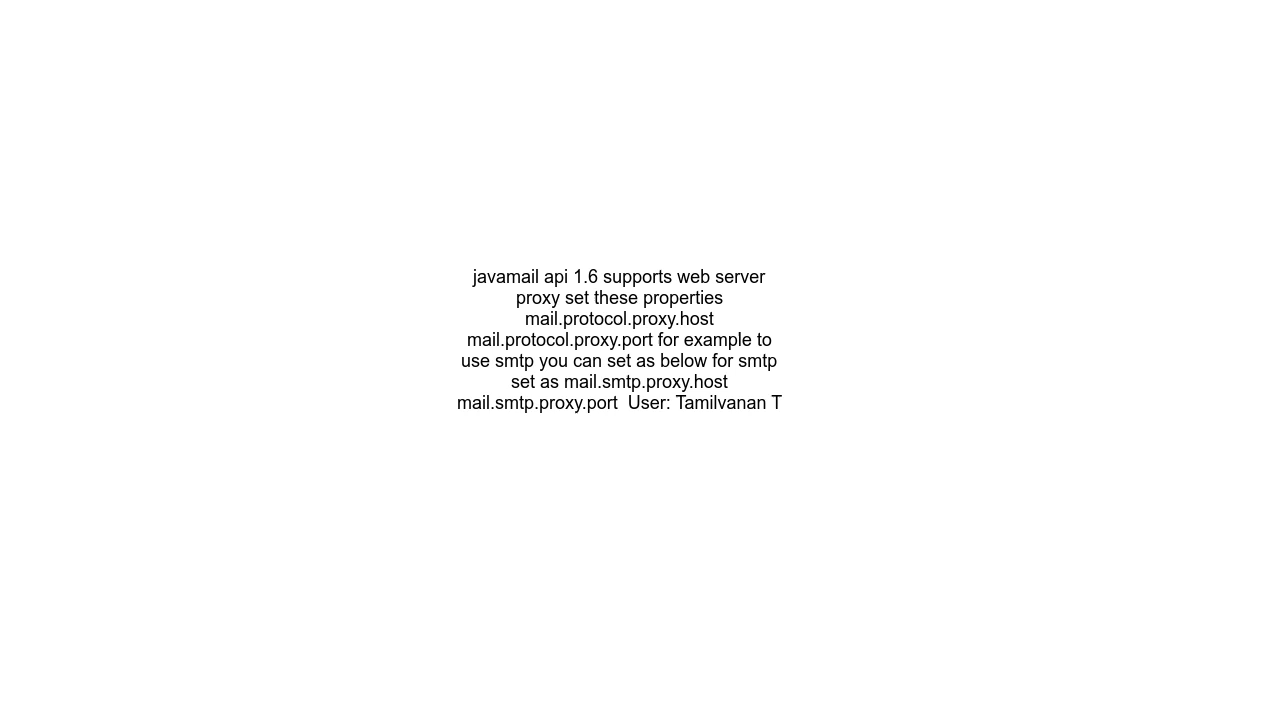 javamail api 1.6 supports web server
proxy set these properties
mail.protocol.proxy.host
mail.protocol.proxy.port for example to
use smtp you can set as below for smtp
set as mail.smtp.proxy.host
mail.smtp.proxy.port  User: Tamilvanan T